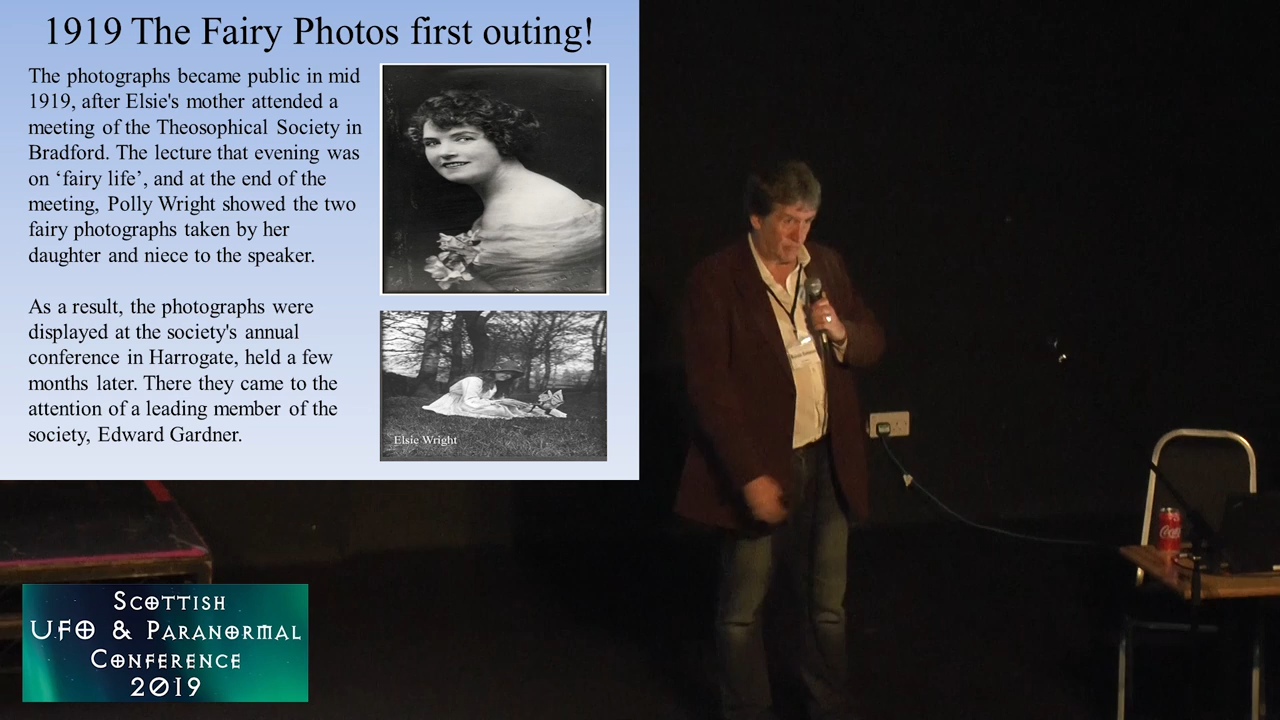 1919 The Fairy Photos first outing!
The photographs became public in mid
1919, after Elsie's mother attended a
meeting of the Theosophical Society in
Bradford. The lecture that evening was
on ‘fairy life’, and at the end of the
meeting, Polly Wright showed the two
fairy photographs taken by her
daughter and niece to the speaker.
As a result, the photographs were
displayed at the society's annual
conference in Harrogate, held a few
months later. There they came to the
attention of a leading member of the
society, Edward Gardner.
Elsie Wright
SCOTTISH
UFO & PARANORMAL
CONFERENCE
2019